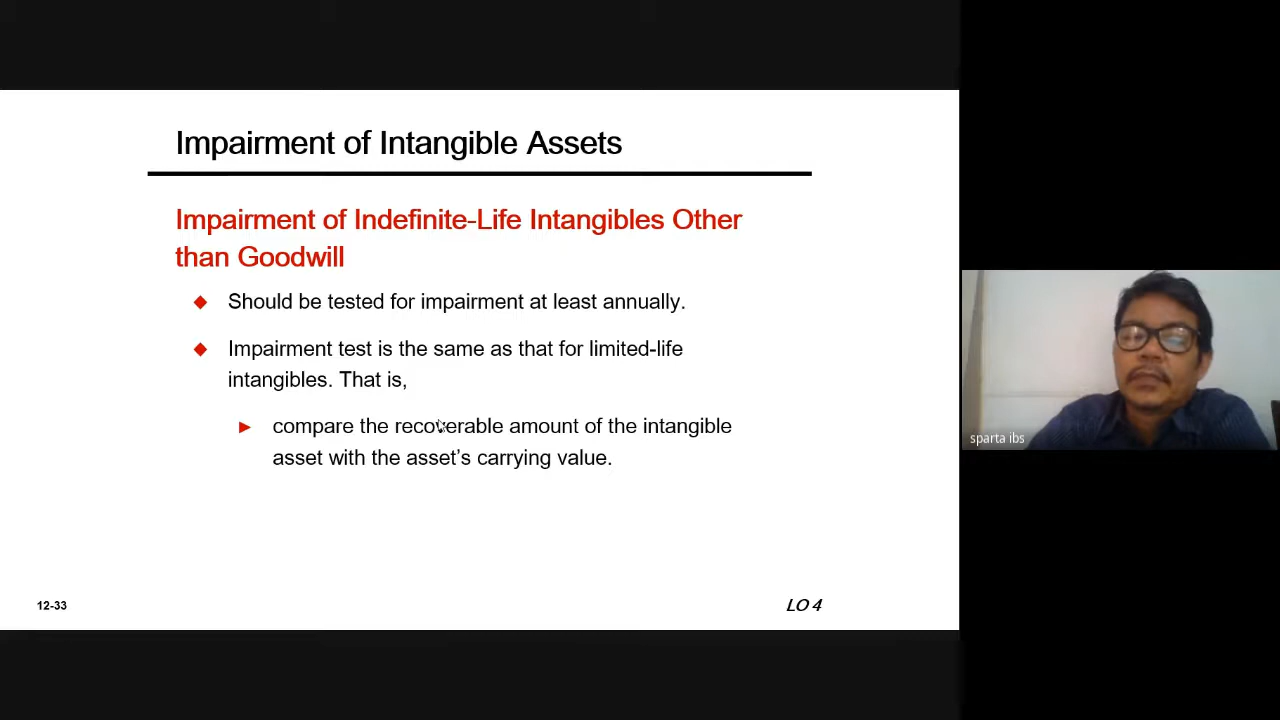 Impairment of Intangible Assets
Impairment of Indefinite-Life Intangibles Other
than Goodwill
Should be tested for impairment at least annually.
Impairment test is the same as that for limited-life
intangibles. That is,
compare the recoverable amount of the intangible
asset with the asset’s carrying value.
sparta ibs
12-33
LO 4